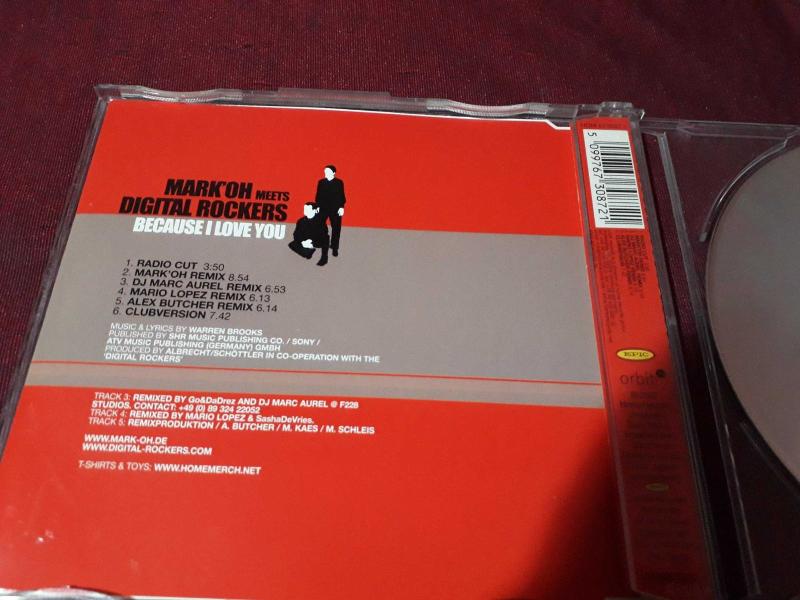 MARK'OH MEETS
DIGITAL ROCKERS
BECAUSE I LOVE YOU
1. RADIO CUT 3:50
2. MARK'OH REMIX 8.54
3. DJ MARC AUREL REMIX 6.53
4. MARIO LOPEZ REMIX 6.13
5. ALEX BUTCHER REMIX 6.14
6. CLUBVERSION 7.42
MUSIC & LYRICS BY WARREN BROOKS
PUBLISHED BY SHR MUSIC PUBLISHING CO. / SONY /
ATV MUSIC PUBLISHING (GERMANY) GMBH
PRODUCED BY ALBRECHT/SCHÖTTLER IN CO-OPERATION WITH THE
'DIGITAL ROCKERS'
TRACK 3: REMIXED BY Go&DaDrez AND DJ MARC AUREL @ F228
STUDIOS. CONTACT: +49 (0) 89 324 22052
TRACK 4: REMIXED BY MARIO LOPEZ & SashaDeVries.
TRACK 5: REMIXPRODUKTION / A. BUTCHER / M. KAES / M. SCHLEIS
WWW.MARK-OH.DE
WWW.DIGITAL-ROCKERS.COM
T-SHIRTS & TOYS: WWW.HOMEMERCH.NET
5 099767 308721
EPIC
orbit